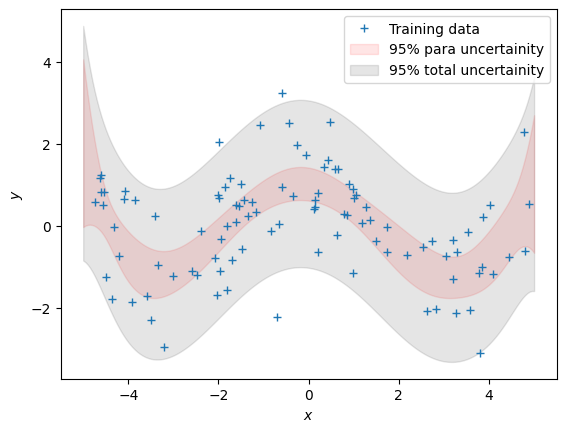 Training data
95% para uncertainity
95% total uncertainity
4
2
0
−2
y
−4
−2
0
2
4
x